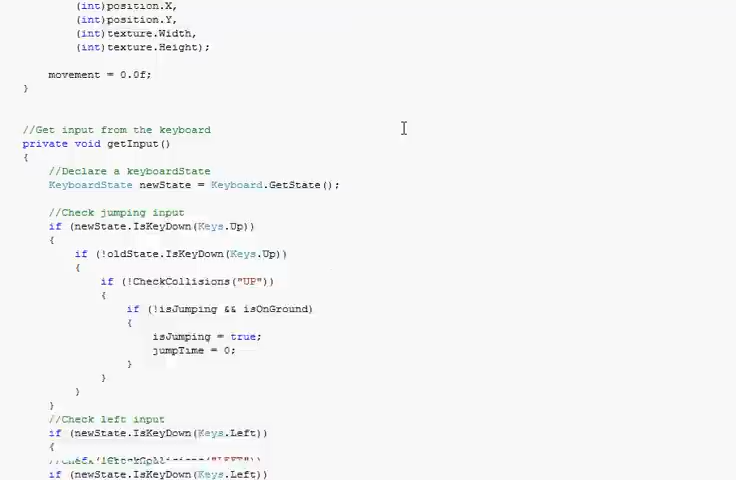 (int)position.X,
(int)position.Y,
(int)texture.Width,
(int)texture.Height);
movement = 0.0f;
}
//Get input from the keyboard
private void getInput()
{
//Declare a keyboardState
KeyboardState newState = Keyboard.GetState();
//Check jumping input
if (newState.IsKeyDown(Keys.Up))
{
if (!oldState.IsKeyDown(Keys.Up))
{
if (!CheckCollisions("UP"))
{
if (!isJumping && isOnGround)
{
isJumping = true;
jumpTime = 0;
}
}
}
}
//Check left input
if (newState.IsKeyDown(Keys.Left))
{
if (newState.IsKeyDown(Keys.Left))